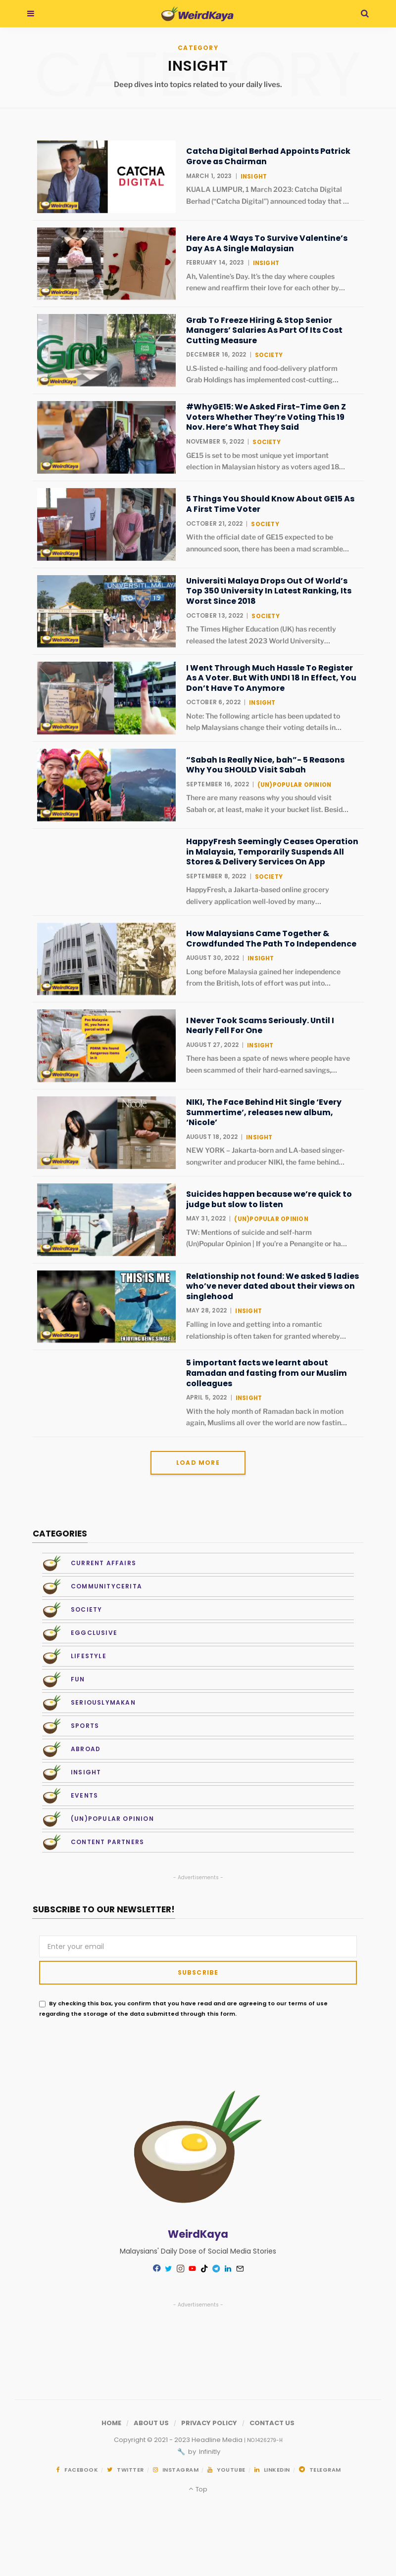 WeirdKaya
CATEGORY
CATEGORY
INSIGHT
Deep dives into topics related to your daily lives.
CATCHA
DIGITAL
WeirdKaya
Catcha Digital Berhad Appoints Patrick
Grove as Chairman
MARCH 1, 2023 | INSIGHT
KUALA LUMPUR, 1 March 2023: Catcha Digital
Berhad (“Catcha Digital”) announced today that ...
WeirdKaya
Here Are 4 Ways To Survive Valentine’s
Day As A Single Malaysian
FEBRUARY 14, 2023 | INSIGHT
Ah, Valentine’s Day. It’s the day where couples
renew and reaffirm their love for each other by...
Grab
WeirdKaya
Grab To Freeze Hiring & Stop Senior
Managers’ Salaries As Part Of Its Cost
Cutting Measure
DECEMBER 16, 2022 | SOCIETY
U.S-listed e-hailing and food-delivery platform
Grab Holdings has implemented cost-cutting...
WeirdKaya
#WhyGE15: We Asked First-Time Gen Z
Voters Whether They’re Voting This 19
Nov. Here’s What They Said
NOVEMBER 5, 2022 | SOCIETY
GE15 is set to be most unique yet important
election in Malaysian history as voters aged 18...
WeirdKaya
5 Things You Should Know About GE15 As
A First Time Voter
OCTOBER 21, 2022 | SOCIETY
With the official date of GE15 expected to be
announced soon, there has been a mad scramble...
UNIVERSITI MALAYA
WeirdKaya
Universiti Malaya Drops Out Of World’s
Top 350 University In Latest Ranking, Its
Worst Since 2018
OCTOBER 13, 2022 | SOCIETY
The Times Higher Education (UK) has recently
released the latest 2023 World University...
WeirdKaya
I Went Through Much Hassle To Register
As A Voter. But With UNDI 18 In Effect, You
Don’t Have To Anymore
OCTOBER 6, 2022 | INSIGHT
Note: The following article has been updated to
help Malaysians change their voting details in...
WeirdKaya
“Sabah Is Really Nice, bah”- 5 Reasons
Why You SHOULD Visit Sabah
SEPTEMBER 16, 2022 | (UN)POPULAR OPINION
There are many reasons why you should visit
Sabah or, at least, make it your bucket list. Besid...
HappyFresh Seemingly Ceases Operation
in Malaysia, Temporarily Suspends All
Stores & Delivery Services On App
SEPTEMBER 8, 2022 | SOCIETY
HappyFresh, a Jakarta-based online grocery
delivery application well-loved by many...
WeirdKaya
How Malaysians Came Together &
Crowdfunded The Path To Independence
AUGUST 30, 2022 | INSIGHT
Long before Malaysia gained her independence
from the British, lots of effort was put into...
WeirdKaya
I Never Took Scams Seriously. Until I
Nearly Fell For One
AUGUST 27, 2022 | INSIGHT
There has been a spate of news where people have
been scammed of their hard-earned savings,...
WeirdKaya
NIKI, The Face Behind Hit Single ‘Every
Summertime’, releases new album,
‘Nicole’
AUGUST 18, 2022 | INSIGHT
NEW YORK – Jakarta-born and LA-based singer-
songwriter and producer NIKI, the fame behind...
WeirdKaya
Suicides happen because we’re quick to
judge but slow to listen
MAY 31, 2022 | (UN)POPULAR OPINION
TW: Mentions of suicide and self-harm
(Un)Popular Opinion | If you’re a Penangite or ha...
THIS IS ME
ENJOYING BEING SINGLE
WeirdKaya
Relationship not found: We asked 5 ladies
who’ve never dated about their views on
singlehood
MAY 28, 2022 | INSIGHT
Falling in love and getting into a romantic
relationship is often taken for granted whereby...
5 important facts we learnt about
Ramadan and fasting from our Muslim
colleagues
APRIL 5, 2022 | INSIGHT
With the holy month of Ramadan back in motion
again, Muslims all over the world are now fastin...
LOAD MORE
CATEGORIES
CURRENT AFFAIRS
COMMUNITYCERITA
SOCIETY
EGGCLUSIVE
LIFESTYLE
FUN
SERIOUSLYMAKAN
SPORTS
ABROAD
INSIGHT
EVENTS
(UN)POPULAR OPINION
CONTENT PARTNERS
- Advertisements -
SUBSCRIBE TO OUR NEWSLETTER!
Enter your email
SUBSCRIBE
By checking this box, you confirm that you have read and are agreeing to our terms of use
regarding the storage of the data submitted through this form.
WeirdKaya
Malaysians' Daily Dose of Social Media Stories
- Advertisements -
HOME / ABOUT US / PRIVACY POLICY / CONTACT US
Copyright © 2021 - 2023 Headline Media | NO1426279-H
by Infinitly
FACEBOOK TWITTER INSTAGRAM YOUTUBE LINKEDIN TELEGRAM
Top